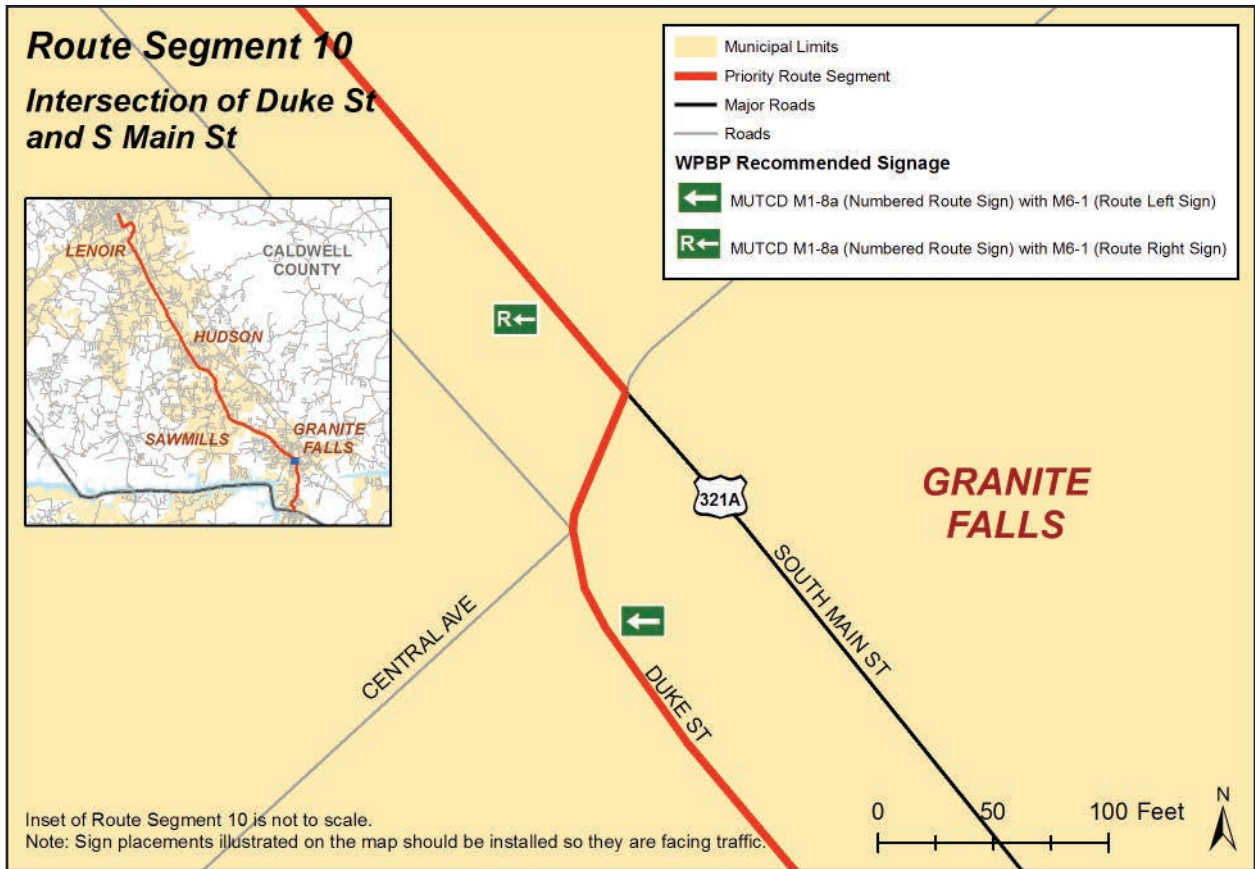 Route Segment 10
Intersection of Duke St
and S Main St
Municipal Limits
Priority Route Segment
Major Roads
Roads
WPBP Recommended Signage
MUTCD M1-8a (Numbered Route Sign) with M6-1 (Route Left Sign)
R
MUTCD M1-8a (Numbered Route Sign) with M6-1 (Route Right Sign)
LENOIR
CALDWELL
COUNTY
HUDSON
SAWMILLS
GRANITE
FALLS
R
321A
GRANITE
FALLS
SOUTH MAIN ST
CENTRAL AVE
DUKE ST
Inset of Route Segment 10 is not to scale.
Note: Sign placements illustrated on the map should be installed so they are facing traffic.
0 50 100 Feet
N